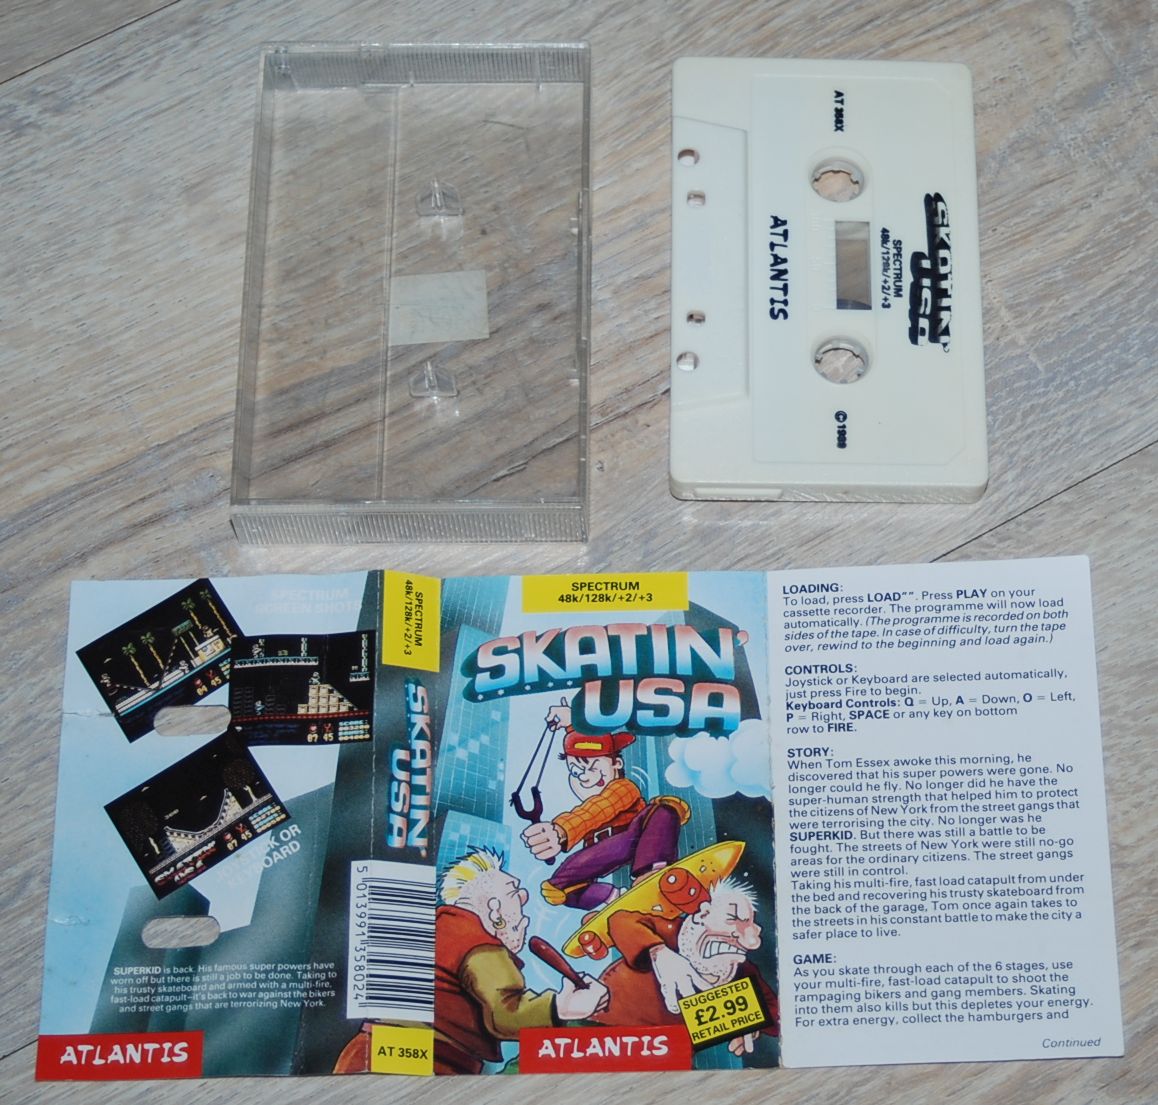 AT 358X
SKATIN'
USA
SPECTRUM
48k/128k/+2/+3
ATLANTIS
© 1989
SPECTRUM
SCREEN SHOTS
KEYBOARD
SUPERKID is back. His famous super powers have
worn off but there is still a job to be done. Taking to
his trusty skateboard and armed with a multi-fire,
fast-load catapult—it's back to war against the bikers
and street gangs that are terrorizing New York.
ATLANTIS
SPECTRUM
48k/128k/+2/+3
SKATIN'
USA
5 013991 358024
AT 358X
SPECTRUM
48k/128k/+2/+3
SKATIN'
USA
SUGGESTED
£2.99
RETAIL PRICE
ATLANTIS
LOADING:
To load, press LOAD"". Press PLAY on your
cassette recorder. The programme will now load
automatically. (The programme is recorded on both
sides of the tape. In case of difficulty, turn the tape
over, rewind to the beginning and load again.)
CONTROLS:
Joystick or Keyboard are selected automatically,
just press Fire to begin.
Keyboard Controls: Q = Up, A = Down, O = Left,
P = Right, SPACE or any key on bottom
row to FIRE.
STORY:
When Tom Essex awoke this morning, he
discovered that his super powers were gone. No
longer could he fly. No longer did he have the
super-human strength that helped him to protect
the citizens of New York from the street gangs that
were terrorising the city. No longer was he
SUPERKID. But there was still a battle to be
fought. The streets of New York were still no-go
areas for the ordinary citizens. The street gangs
were still in control.
Taking his multi-fire, fast load catapult from under
the bed and recovering his trusty skateboard from
the back of the garage, Tom once again takes to
the streets in his constant battle to make the city a
safer place to live.
GAME:
As you skate through each of the 6 stages, use
your multi-fire, fast-load catapult to shoot the
rampaging bikers and gang members. Skating
into them also kills but this depletes your energy.
For extra energy, collect the hamburgers and
Continued